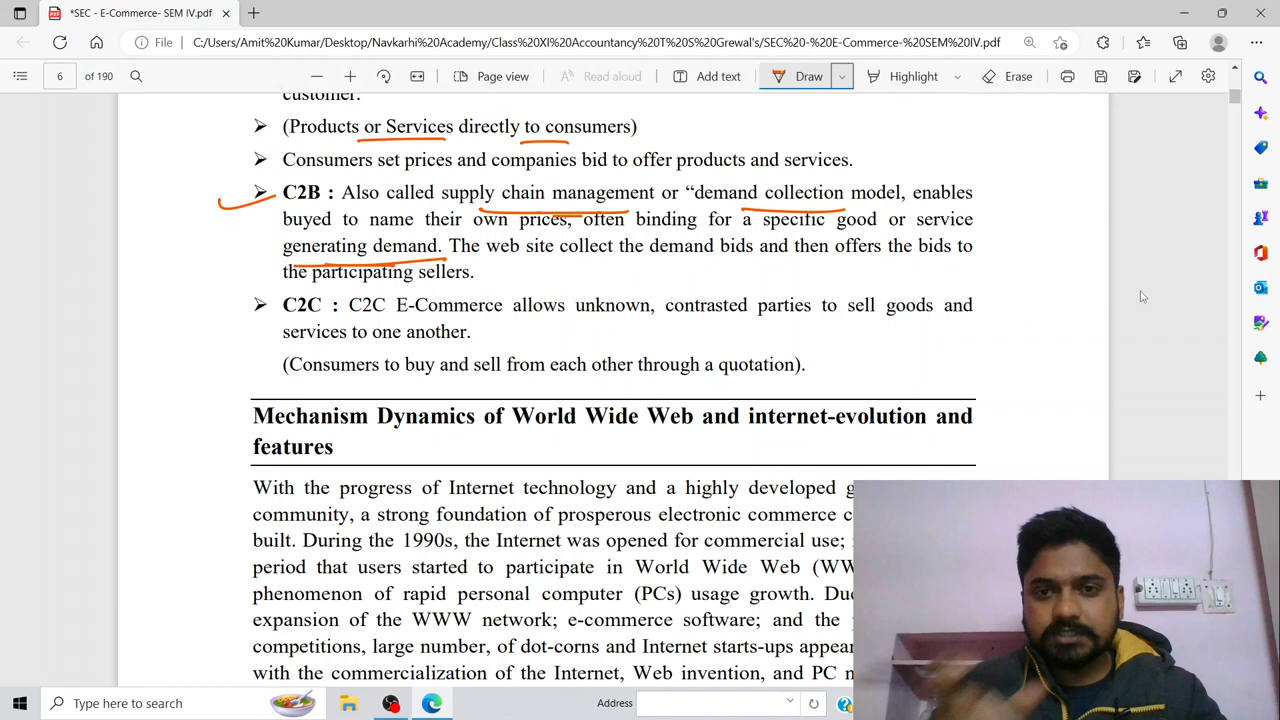 *SEC - E-Commerce- SEM IV.pdf
File
C:/Users/Amit%20Kumar/Desktop/Navkarhi%20Academy/Class%20XI%20Accountancy%20T%20S%20Grewal's/SEC%20-%20E-Commerce-%20SEM%20IV.pdf
6 of 190
Page view
Read aloud
Add text
Draw
Highlight
Erase
customer.
(Products or Services directly to consumers)
Consumers set prices and companies bid to offer products and services.
C2B : Also called supply chain management or “demand collection model, enables
buyed to name their own prices, often binding for a specific good or service
generating demand. The web site collect the demand bids and then offers the bids to
the participating sellers.
C2C : C2C E-Commerce allows unknown, contrasted parties to sell goods and
services to one another.
(Consumers to buy and sell from each other through a quotation).
Mechanism Dynamics of World Wide Web and internet-evolution and
features
With the progress of Internet technology and a highly developed
community, a strong foundation of prosperous electronic commerce
built. During the 1990s, the Internet was opened for commercial use;
period that users started to participate in World Wide Web
phenomenon of rapid personal computer (PCs) usage growth.
expansion of the WWW network; e-commerce software; and the
competitions, large number, of dot-corns and Internet starts-ups
with the commercialization of the Internet, Web invention, and PC
Type here to search
Address